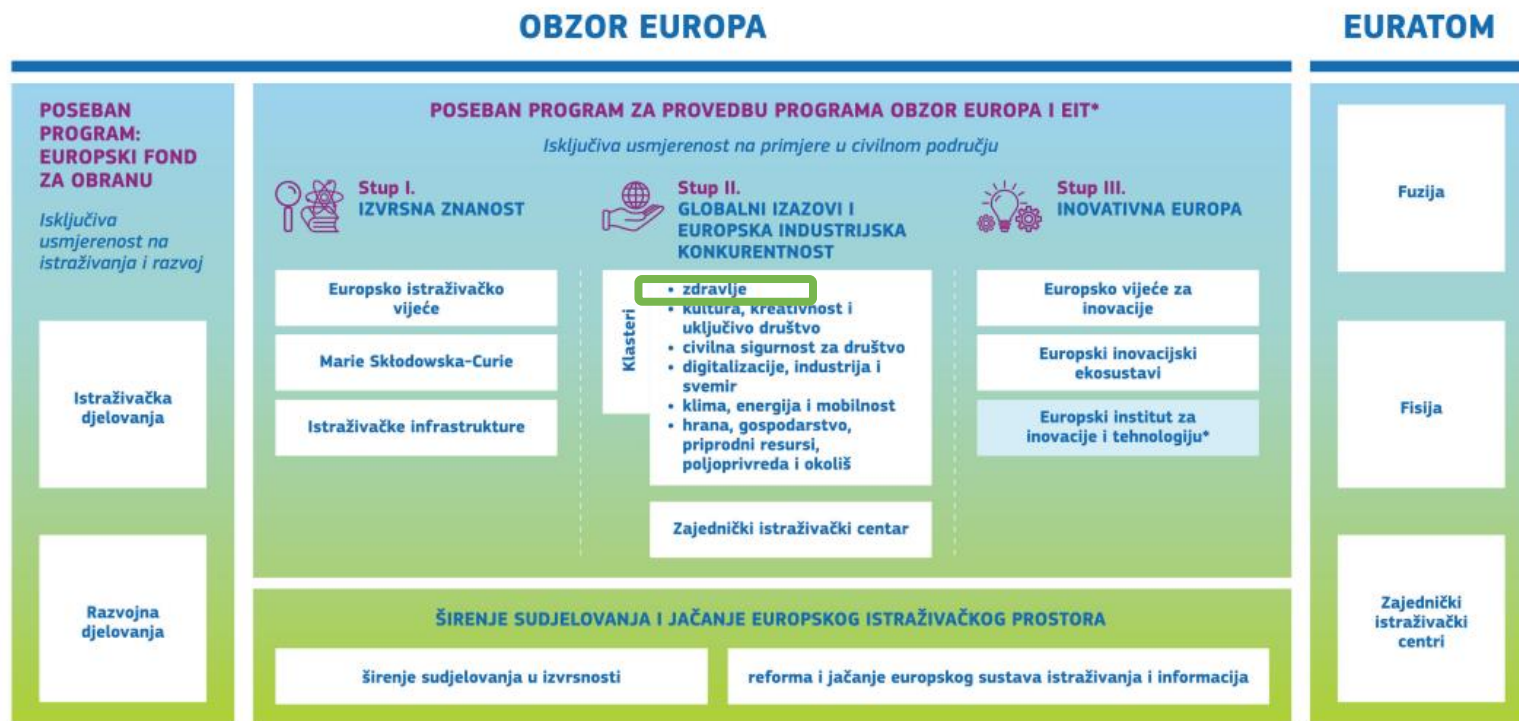 OBZOR EUROPA
EURATOM
POSEBAN
PROGRAM:
EUROPSKI FOND
ZA OBRANU
Isključiva
usmjerenost na
istraživanja i razvoj
Istraživačka
djelovanja
Razvojna
djelovanja
POSEBAN PROGRAM ZA PROVEDBU PROGRAMA OBZOR EUROPA I EIT*
Isključiva usmjerenost na primjere u civilnom području
Stup I.
IZVRSNA ZNANOST
Europsko istraživačko
vijeće
Marie Skłodowska-Curie
Istraživačke infrastrukture
Stup II.
GLOBALNI IZAZOVI I
EUROPSKA INDUSTRIJSKA
KONKURENTNOST
Klasteri
• zdravlje
• kultura, kreativnost i
uključivo društvo
• civilna sigurnost za društvo
• digitalizacije, industrija i
svemir
• klima, energija i mobilnost
• hrana, gospodarstvo,
priprodni resursi,
poljoprivreda i okoliš
Zajednički istraživački centar
Stup III.
INOVATIVNA EUROPA
Europsko vijeće za
inovacije
Europski inovacijski
ekosustavi
Europski institut za
inovacije i tehnologiju*
ŠIRENJE SUDJELOVANJA I JAČANJE EUROPSKOG ISTRAŽIVAČKOG PROSTORA
širenje sudjelovanja u izvrsnosti
reforma i jačanje europskog sustava istraživanja i informacija
Fuzija
Fisija
Zajednički
istraživački
centri